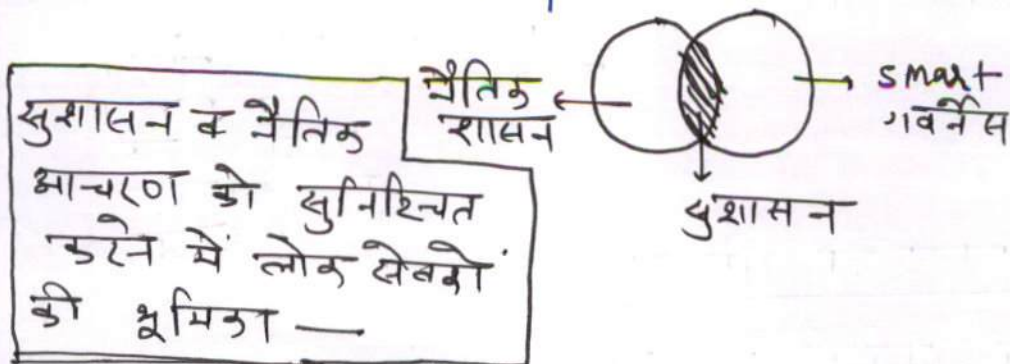 सुशासन व नैतिक
आचरण को सुनिश्चित
करने में लोक सेवकों
की भूमिका —
नैतिक
शासन
smart
गवर्नेंस
सुशासन